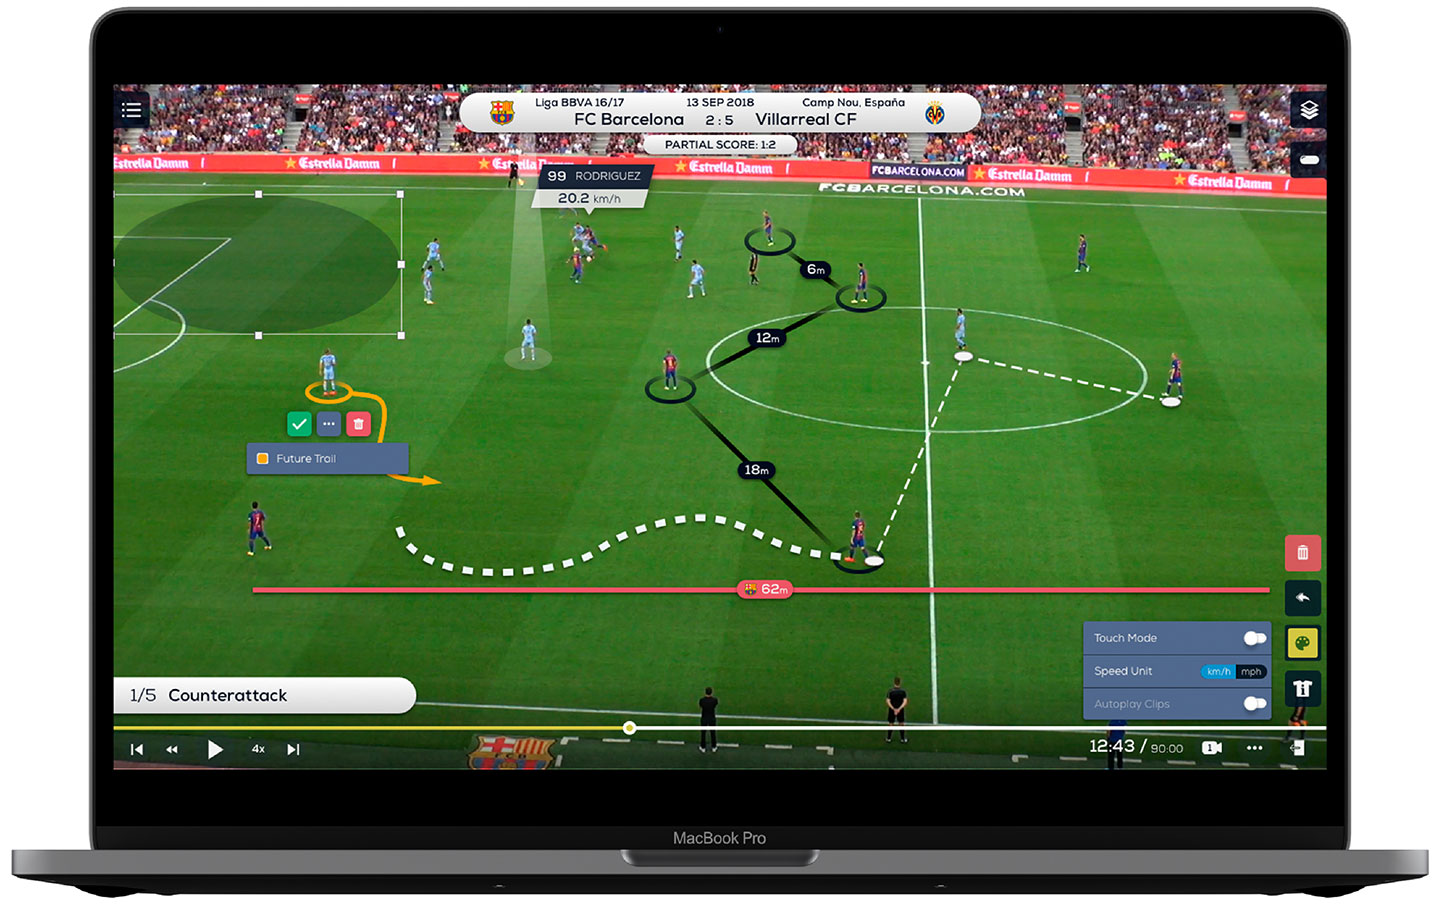 Liga BBVA 16/17 13 SEP 2018 Camp Nou, España
FC Barcelona 2 : 5 Villarreal CF
PARTIAL SCORE: 1:2
Estrella Damm Estrella Damm Estrella Damm Estrella Damm FCBARCELONA.COM Estrella Damm Estrella Damm
FCBARCELONA.COM
99 RODRIGUEZ
20.2 km/h
6m
12m
Future Trail
18m
62m
Touch Mode
Speed Unit km/h mph
Autoplay Clips
1/5 Counterattack
4x
12:43 / 90:00 1
MacBook Pro